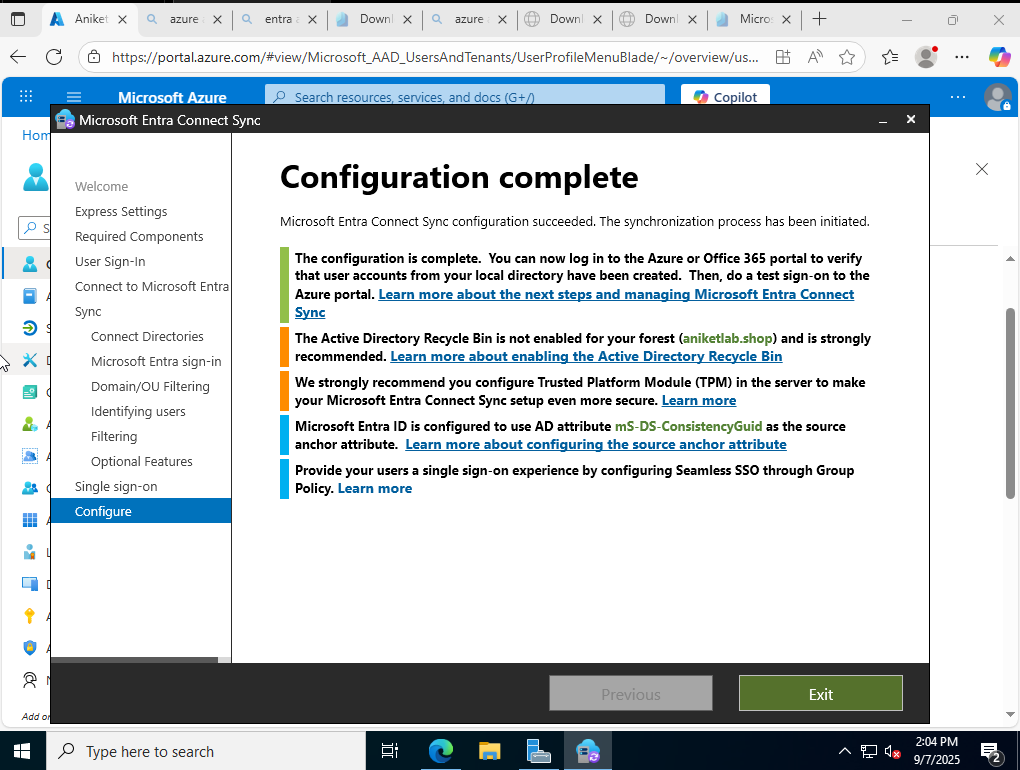 Aniket
azure a
entra a
Downl
azure a
Downl
Downl
Micros
https://portal.azure.com/#view/Microsoft_AAD_UsersAndTenants/UserProfileMenuBlade/~/overview/us...
Microsoft Azure
Search resources, services, and docs (G+/)
Copilot
Hom
Microsoft Entra Connect Sync
Welcome
Express Settings
Required Components
User Sign-In
Connect to Microsoft Entra
Sync
Connect Directories
Microsoft Entra sign-in
Domain/OU Filtering
Identifying users
Filtering
Optional Features
Single sign-on
Configure
Configuration complete
Microsoft Entra Connect Sync configuration succeeded. The synchronization process has been initiated.
The configuration is complete. You can now log in to the Azure or Office 365 portal to verify
that user accounts from your local directory have been created. Then, do a test sign-on to the
Azure portal. Learn more about the next steps and managing Microsoft Entra Connect
Sync
The Active Directory Recycle Bin is not enabled for your forest (aniketlab.shop) and is strongly
recommended. Learn more about enabling the Active Directory Recycle Bin
We strongly recommend you configure Trusted Platform Module (TPM) in the server to make
your Microsoft Entra Connect Sync setup even more secure. Learn more
Microsoft Entra ID is configured to use AD attribute mS-DS-ConsistencyGuid as the source
anchor attribute. Learn more about configuring the source anchor attribute
Provide your users a single sign-on experience by configuring Seamless SSO through Group
Policy. Learn more
Add or
Previous
Exit
Type here to search
2:04 PM
9/7/2025
2